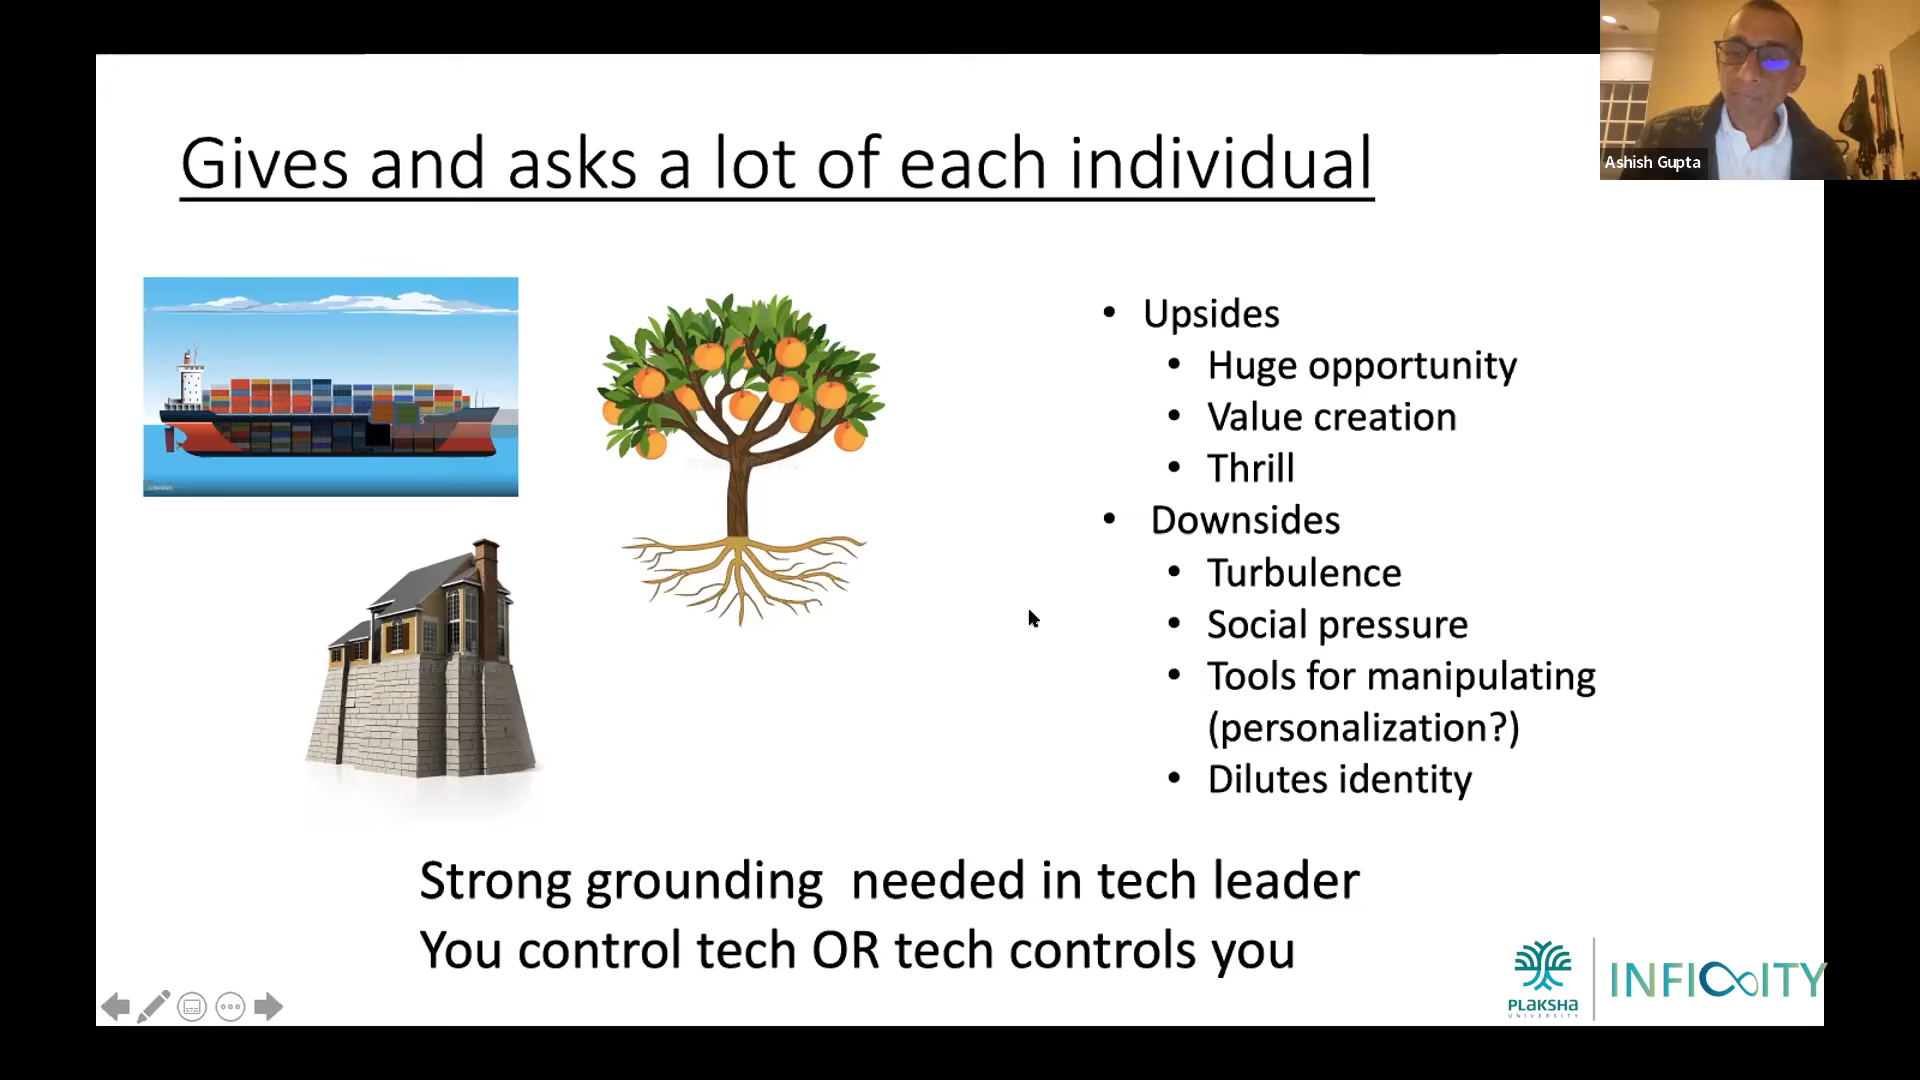 Gives and asks a lot of each individual
Ashish Gupta
• Upsides
• Huge opportunity
• Value creation
• Thrill
• Downsides
• Turbulence
• Social pressure
• Tools for manipulating
(personalization?)
• Dilutes identity
Strong grounding  needed in tech leader
You control tech OR tech controls you
PLAKSHA
UNIVERSITY
INFICITY